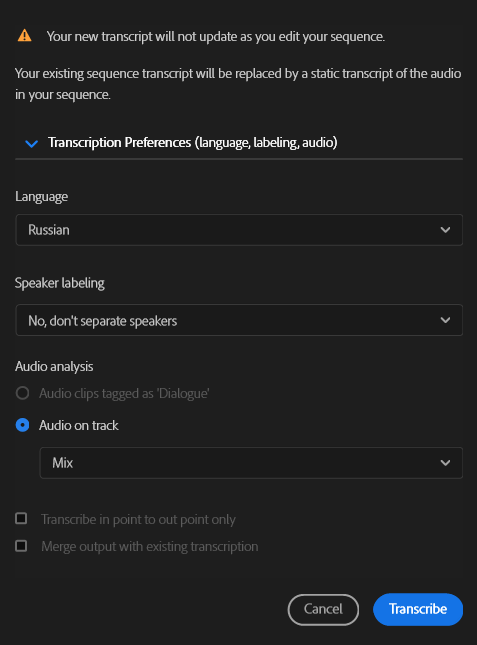 Your new transcript will not update as you edit your sequence.
Your existing sequence transcript will be replaced by a static transcript of the audio
in your sequence.
Transcription Preferences (language, labeling, audio)
Language
Russian
Speaker labeling
No, don't separate speakers
Audio analysis
Audio clips tagged as 'Dialogue'
Audio on track
Mix
Transcribe in point to out point only
Merge output with existing transcription
Cancel
Transcribe